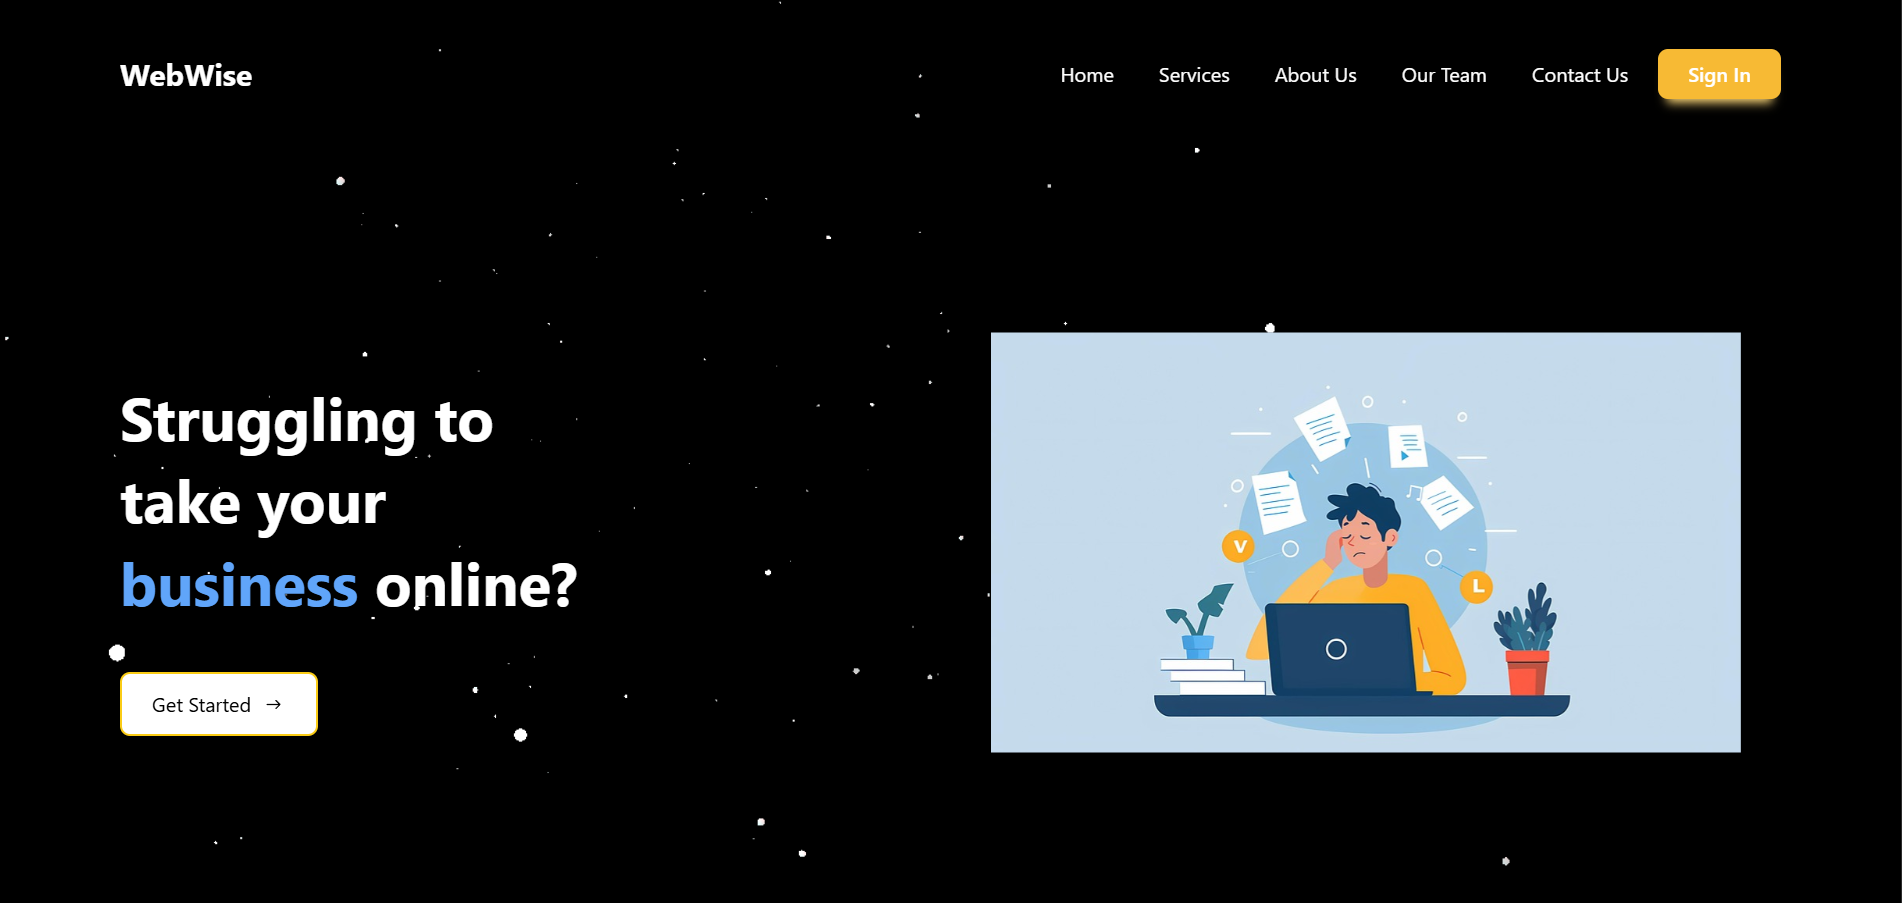 WebWise
Home Services About Us Our Team Contact Us Sign In
Struggling to
take your
business online?
Get Started →
V
L